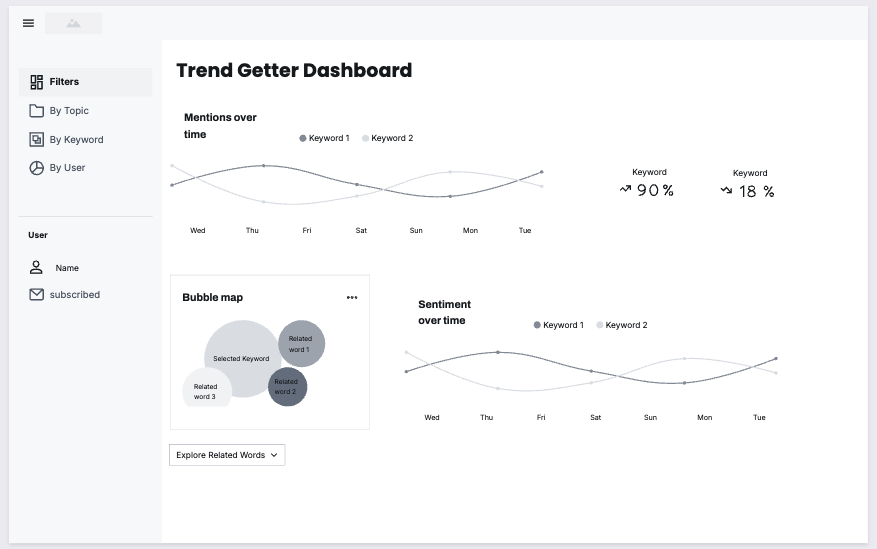 Trend Getter Dashboard
Filters
By Topic
By Keyword
By User
User
Name
subscribed
Mentions over
time
Keyword 1
Keyword 2
Wed
Thu
Fri
Sat
Sun
Mon
Tue
Keyword
90%
Keyword
18 %
Bubble map
Selected Keyword
Related
word 1
Related
word 2
Related
word 3
Explore Related Words
Sentiment
over time
Keyword 1
Keyword 2
Wed
Thu
Fri
Sat
Sun
Mon
Tue